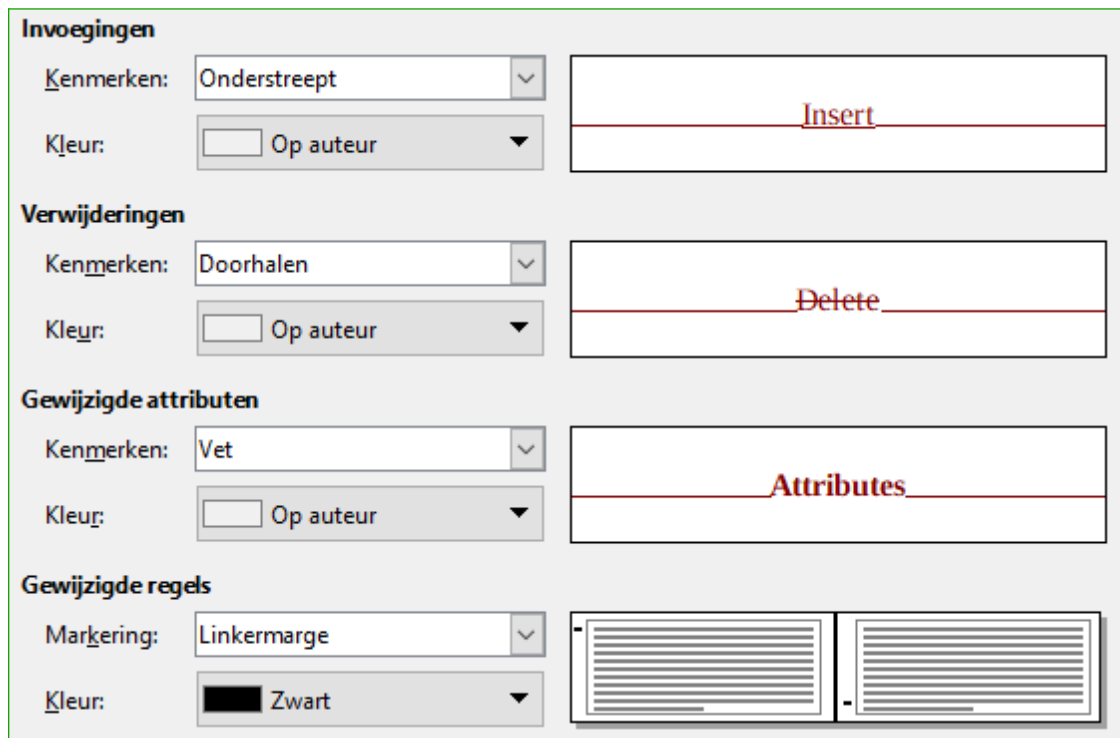 Invoegingen
Kenmerken: Onderstreept
Insert
Kleur: Op auteur
Verwijderingen
Kenmerken: Doorhalen
Delete
Kleur: Op auteur
Gewijzigde attributen
Kenmerken: Vet
Attributes
Kleur: Op auteur
Gewijzigde regels
Markering: Linkermarge
Kleur: Zwart